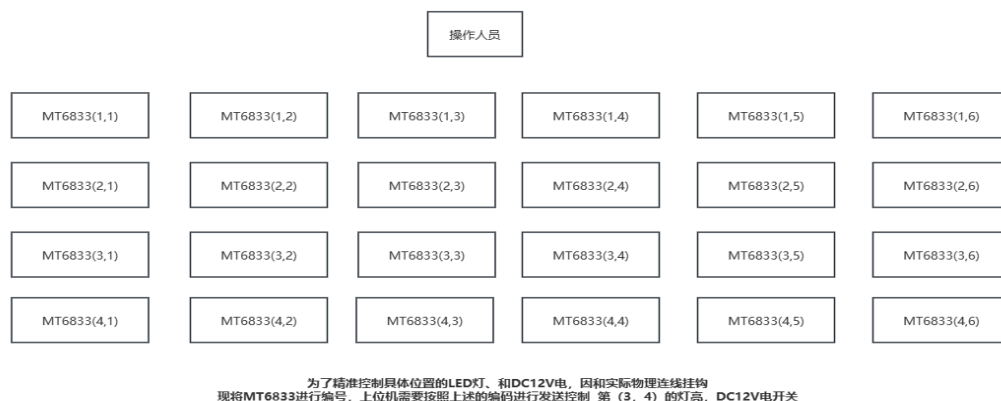 操作人员
MT6833(1,1) MT6833(1,2) MT6833(1,3) MT6833(1,4) MT6833(1,5) MT6833(1,6)
MT6833(2,1) MT6833(2,2) MT6833(2,3) MT6833(2,4) MT6833(2,5) MT6833(2,6)
MT6833(3,1) MT6833(3,2) MT6833(3,3) MT6833(3,4) MT6833(3,5) MT6833(3,6)
MT6833(4,1) MT6833(4,2) MT6833(4,3) MT6833(4,4) MT6833(4,5) MT6833(4,6)
为了精准控制具体位置的LED灯、和DC12V电，因和实际物理连线挂钩
现将MT6833进行编号，上位机需要按照上述的编码进行发送控制 第（3，4）的灯亮，DC12V电开关